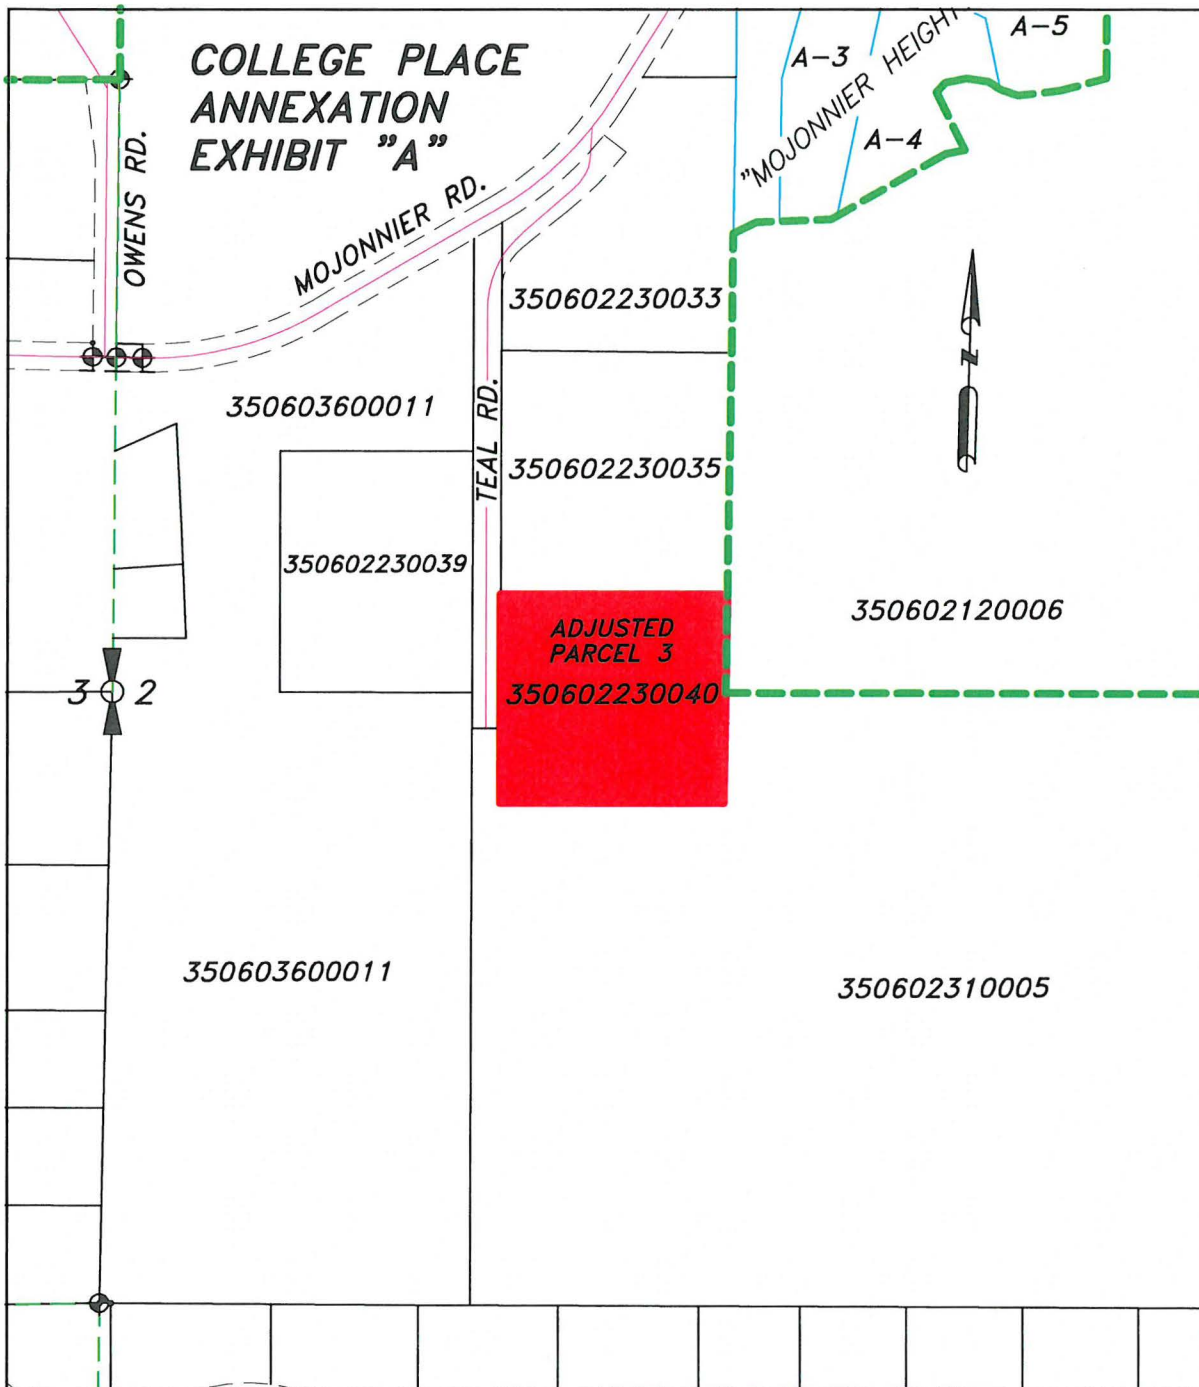 COLLEGE PLACE
ANNEXATION
EXHIBIT "A"
A-3
A-5
"MOJONNIER HEIGHT
A-4
OWENS RD.
MOJONNIER RD.
350602230033
N
350603600011
TEAL RD.
350602230035
350602230039
ADJUSTED
PARCEL 3
350602120006
3 2
350602230040
350603600011
350602310005